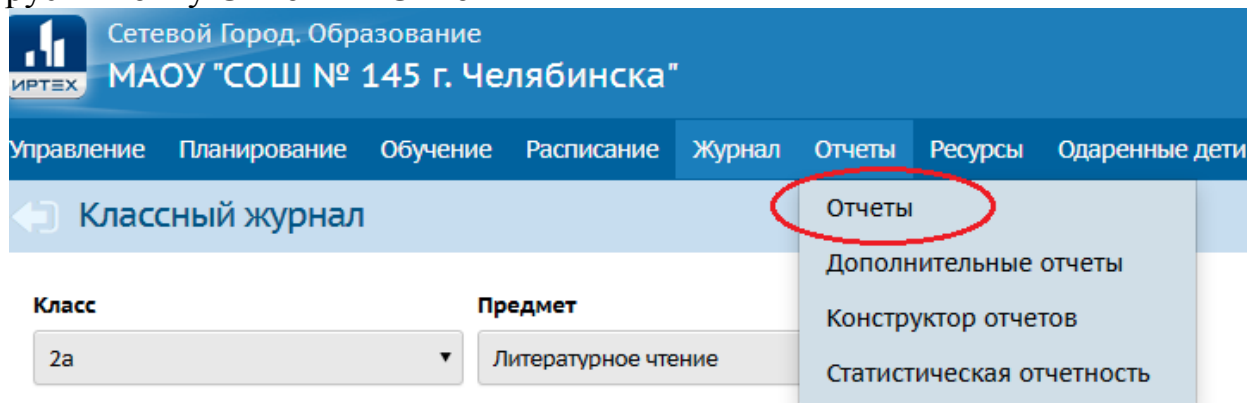 Сетевой Город. Образование
ИРТЕХ
МАОУ "СОШ № 145 г. Челябинска"
Управление Планирование Обучение Расписание Журнал Отчеты Ресурсы Одаренные дети
Классный журнал
Отчеты
Дополнительные отчеты
Конструктор отчетов
Статистическая отчетность
Класс
2а
Предмет
Литературное чтение